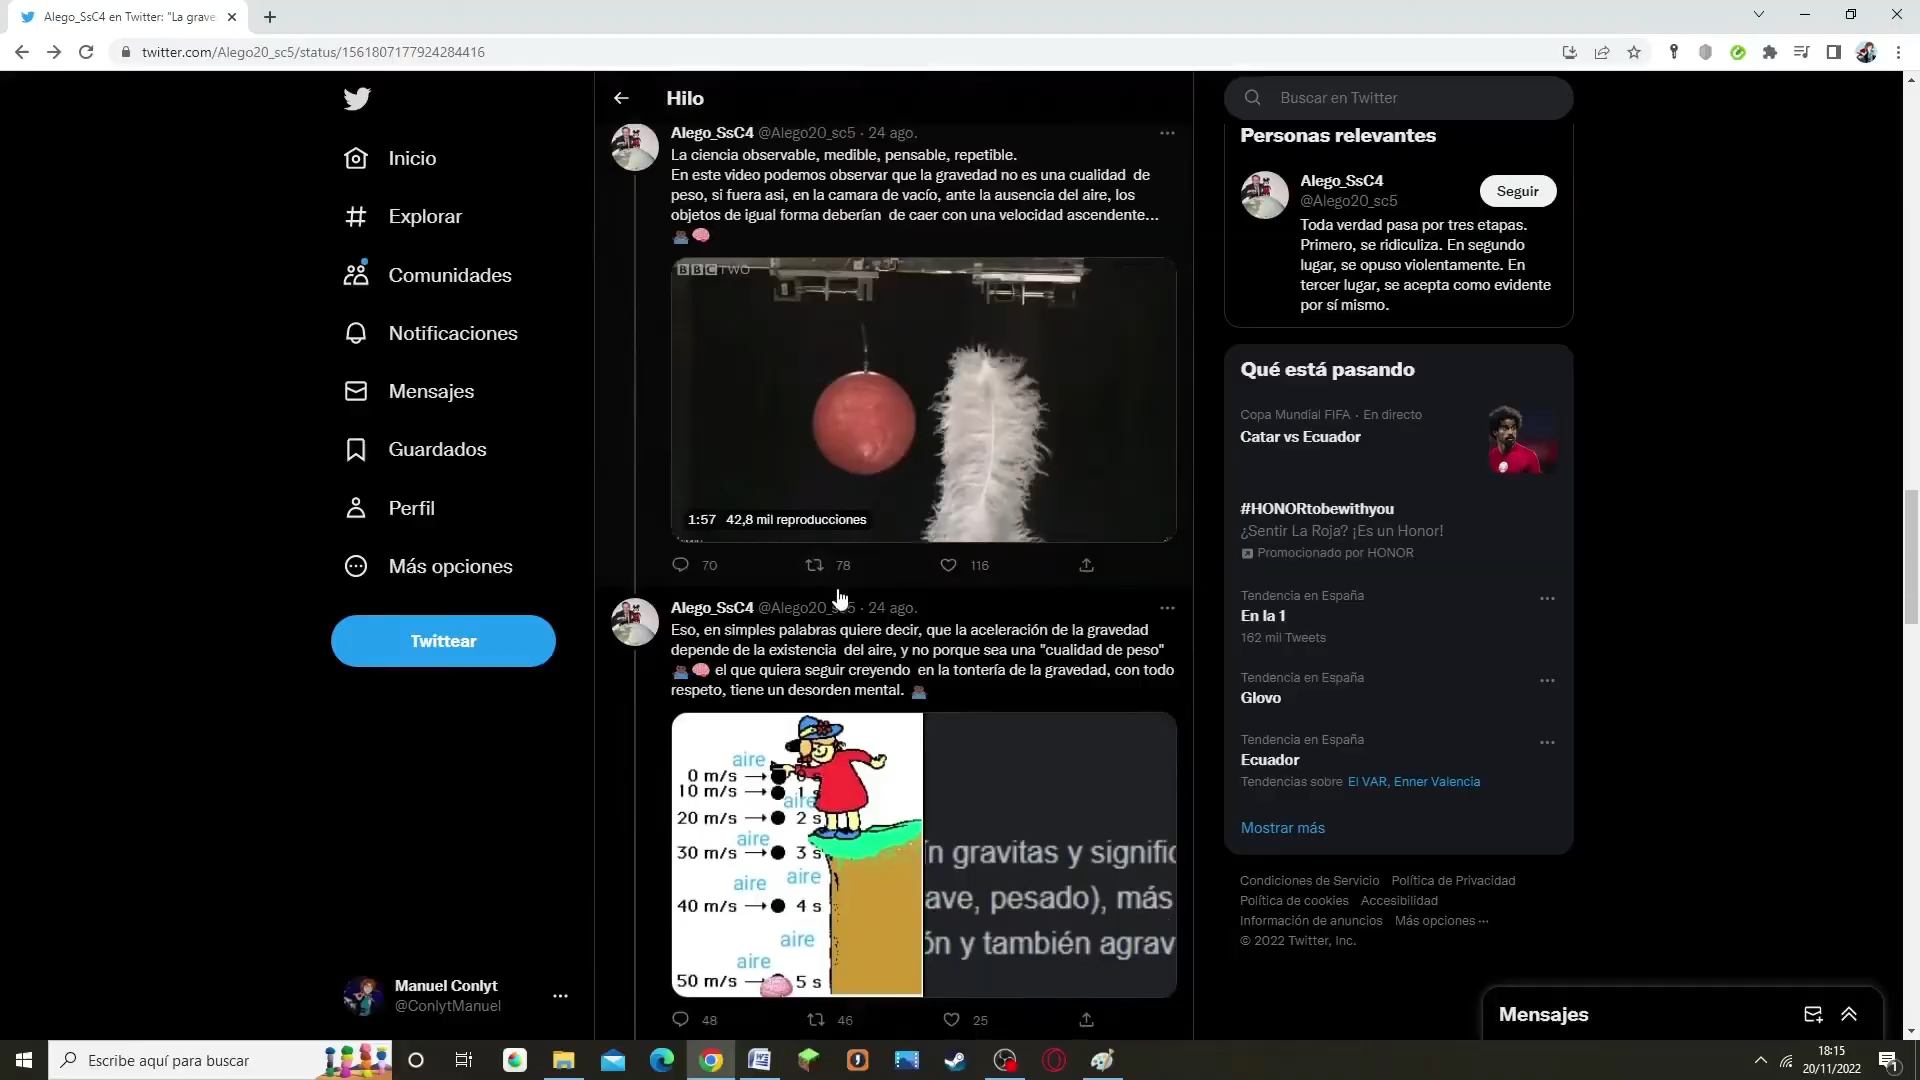 Alego_SsC4 en Twitter: "La grave
twitter.com/Alego20_sc5/status/1561807177924284416
Inicio
Explorar
Comunidades
Notificaciones
Mensajes
Guardados
Perfil
Más opciones
Twittear
Manuel Conlyt
@ConlytManuel
Hilo
Alego_SsC4 @Alego20_sc5 · 24 ago.
La ciencia observable, medible, pensable, repetible.
En este video podemos observar que la gravedad no es una cualidad de
peso, si fuera asi, en la camara de vacío, ante la ausencia del aire, los
objetos de igual forma deberían de caer con una velocidad ascendente...
BBC TWO
1:57 42,8 mil reproducciones
70 78 116
Alego_SsC4 @Alego20_sc5 · 24 ago.
Eso, en simples palabras quiere decir, que la aceleración de la gravedad
depende de la existencia del aire, y no porque sea una "cualidad de peso"
el que quiera seguir creyendo en la tontería de la gravedad, con todo
respeto, tiene un desorden mental.
aire
0 m/s 0 s
10 m/s 1 s
aire
20 m/s 2 s
aire
30 m/s 3 s
aire aire
40 m/s 4 s
aire
aire
50 m/s 5 s
ín gravitas y signific
ave, pesado), más
ón y también agrav
48 46 25
Buscar en Twitter
Personas relevantes
Alego_SsC4
@Alego20_sc5
Seguir
Toda verdad pasa por tres etapas.
Primero, se ridiculiza. En segundo
lugar, se opuso violentamente. En
tercer lugar, se acepta como evidente
por sí mismo.
Qué está pasando
Copa Mundial FIFA · En directo
Catar vs Ecuador
#HONORtobewithyou
¿Sentir La Roja? ¡Es un Honor!
Promocionado por HONOR
Tendencia en España
En la 1
162 mil Tweets
Tendencia en España
Glovo
Tendencia en España
Ecuador
Tendencias sobre El VAR, Enner Valencia
Mostrar más
Condiciones de Servicio Política de Privacidad
Política de cookies Accesibilidad
Información de anuncios Más opciones ···
© 2022 Twitter, Inc.
Mensajes
Escribe aquí para buscar
18:15
20/11/2022
1